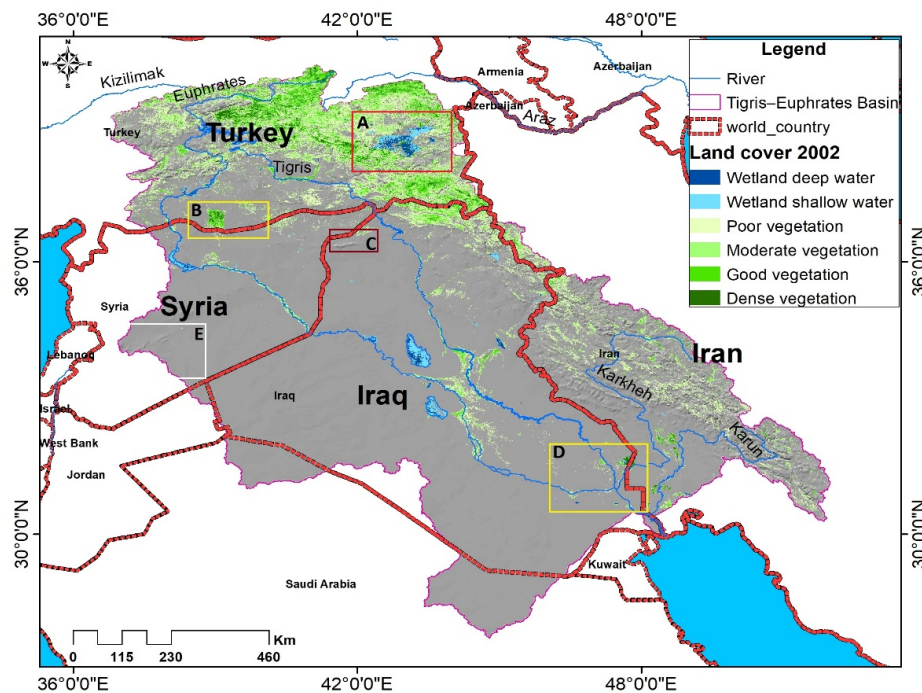 36°0'0"E
42°0'0"E
48°0'0"E
N
W
E
S
Kizilimak
Euphrates
Armenia
Azerbaijan
Azerbaijan
Araz
Turkey
Turkey
A
Tigris
B
C
36°0'0"N
36°0'0"N
Syria
Syria
E
Lebanon
Iran
Iran
Karkheh
Iraq
Iraq
Israel
West Bank
Jordan
D
Karun
30°0'0"N
30°0'0"N
Kuwait
Saudi Arabia
Legend
River
Tigris–Euphrates Basin
world_country
Land cover 2002
Wetland deep water
Wetland shallow water
Poor vegetation
Moderate vegetation
Good vegetation
Dense vegetation
Km
0 115 230 460
36°0'0"E
42°0'0"E
48°0'0"E